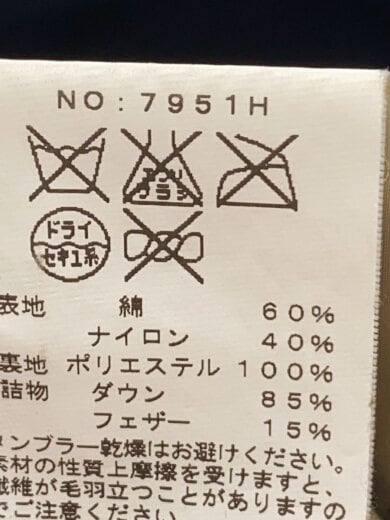 NO:7951H
エンソ
サラシ
ドライ
セキユ系
表地 綿 60%
ナイロン 40%
裏地 ポリエステル 100%
詰物 ダウン 85%
フェザー 15%
タンブラー乾燥はお避けください。
素材の性質上摩擦を受けますと、
繊維が毛羽立つことがありますの
でご注意ください